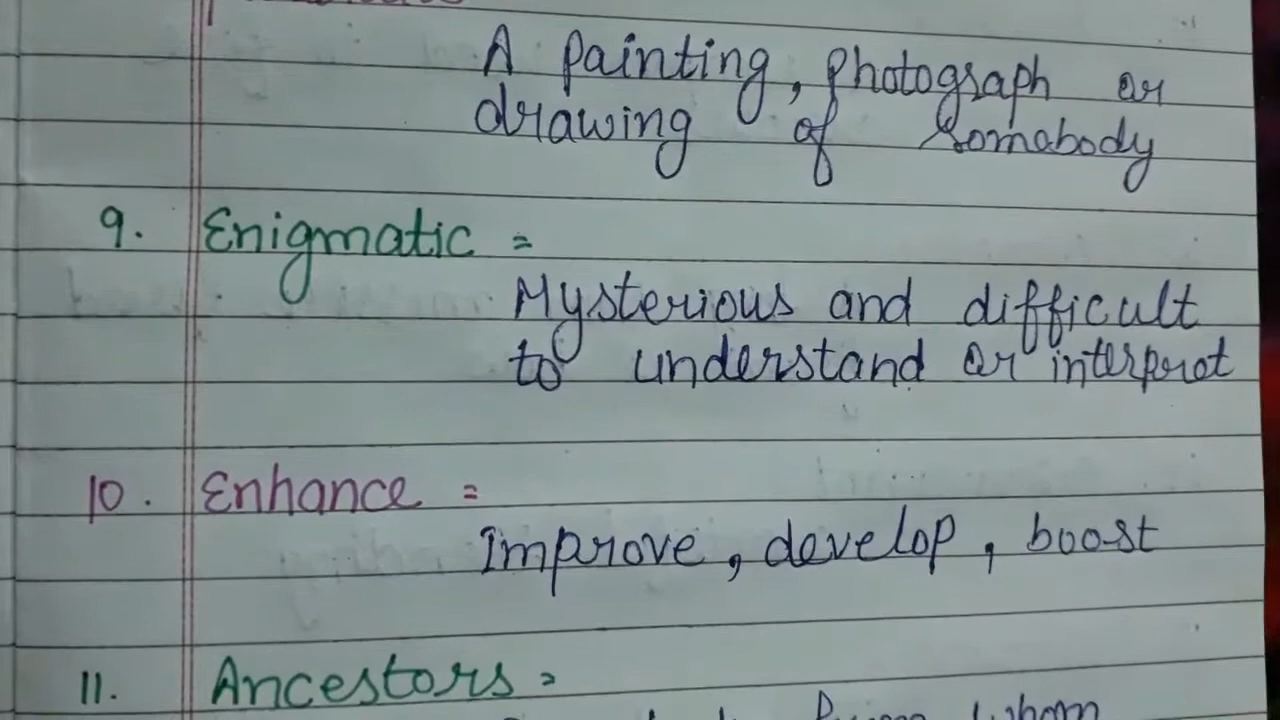 A Painting, Photograph or
drawing of Somebody
9. Enigmatic =
Mysterious and difficult
to understand or interpret
10. Enhance =
Improve, develop, boost
11. Ancestors =
whom